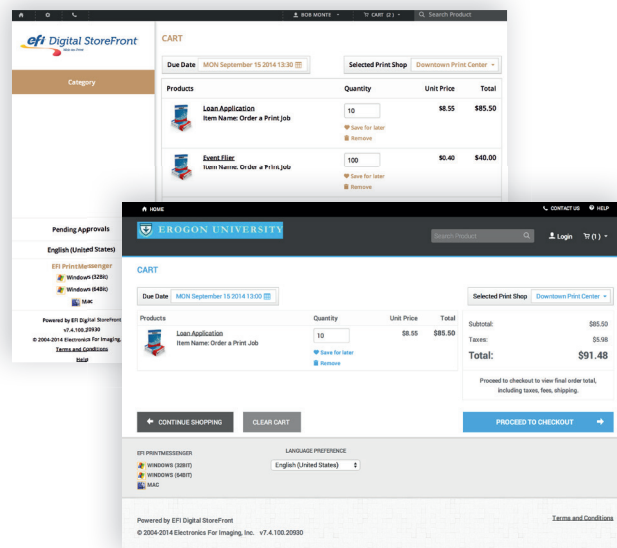 BOB MONTE
CART (2)
Search Product
efi Digital StoreFront
CART
Due Date MON September 15 2014 13:30
Selected Print Shop Downtown Print Center
Category
Products Quantity Unit Price Total
Loan Application 10 $8.55 $85.50
Item Name: Order a Print Job
Save for later
Remove
Event Flier 100 $0.40 $40.00
Item Name: Order a Print Job
Save for later
Remove
Pending Approvals
English (United States)
EFI PrintMessenger
Windows (32Bit)
Windows (64Bit)
Mac
Powered by EFI Digital StoreFront
v7.4.100.20930
© 2004-2014 Electronics For Imaging,
Terms and Conditions
Help
HOME
CONTACT US HELP
EROGON UNIVERSITY
Search Product
Login
(1)
CART
Due Date MON September 15 2014 13:00
Selected Print Shop Downtown Print Center
Products Quantity Unit Price Total
Loan Application 10 $8.55 $85.50
Item Name: Order a Print Job
Save for later
Remove
Subtotal: $85.50
Taxes: $5.98
Total: $91.48
Proceed to checkout to view final order total,
including taxes, fees, shipping.
CONTINUE SHOPPING
CLEAR CART
PROCEED TO CHECKOUT
EFI PRINTMESSENGER
WINDOWS (32BIT)
WINDOWS (64BIT)
MAC
LANGUAGE PREFERENCE
English (United States)
Powered by EFI Digital StoreFront
© 2004-2014 Electronics For Imaging, Inc. v7.4.100.20930
Terms and Conditions